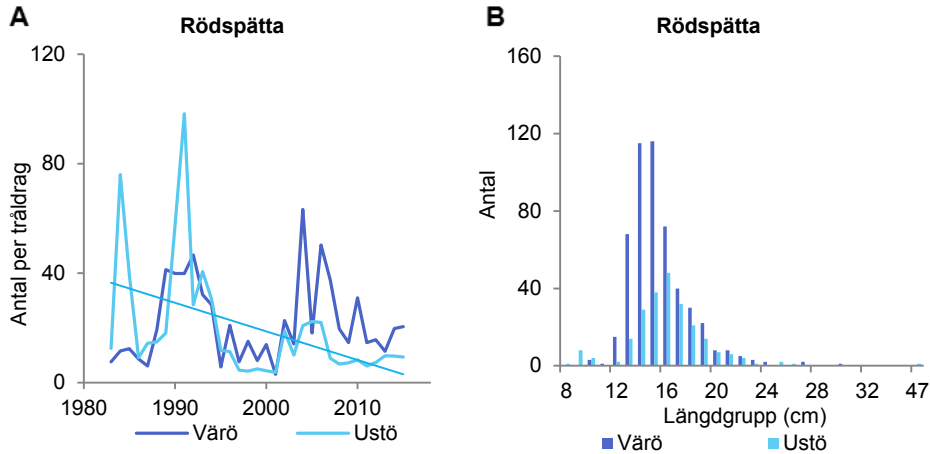 A
Rödspätta
120
80
40
0
Antal per tråldrag
1980 1990 2000 2010
Värö Ustö
B
Rödspätta
160
120
80
40
0
Antal
8 12 16 20 24 28 32 47
Längdgrupp (cm)
Värö Ustö